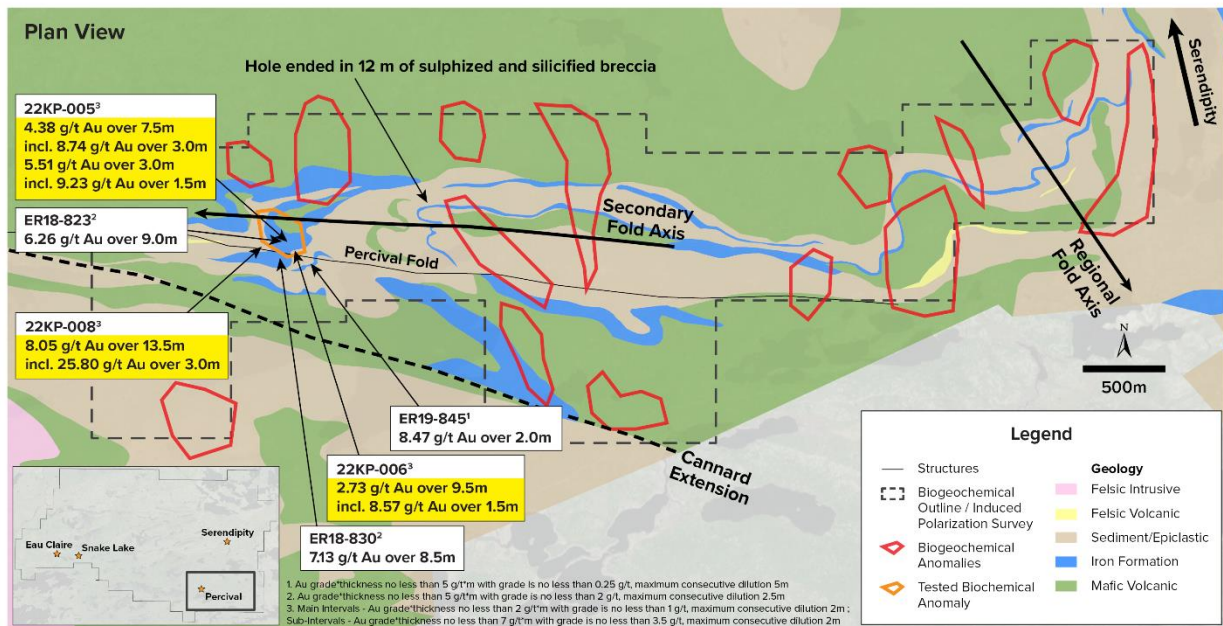 Plan View
Hole ended in 12 m of sulphized and silicified breccia
Serendipity
22KP-005³
4.38 g/t Au over 7.5m
incl. 8.74 g/t Au over 3.0m
5.51 g/t Au over 3.0m
incl. 9.23 g/t Au over 1.5m
ER18-823²
6.26 g/t Au over 9.0m
Secondary
Fold Axis
Percival Fold
Regional
Fold Axis
22KP-008³
8.05 g/t Au over 13.5m
incl. 25.80 g/t Au over 3.0m
N
500m
ER19-845¹
8.47 g/t Au over 2.0m
22KP-006³
2.73 g/t Au over 9.5m
incl. 8.57 g/t Au over 1.5m
ER18-830²
7.13 g/t Au over 8.5m
Cannard
Extension
Legend
Structures
Biogeochemical
Outline / Induced
Polarization Survey
Biogeochemical
Anomalies
Tested Biochemical
Anomaly
Geology
Felsic Intrusive
Felsic Volcanic
Sediment/Epiclastic
Iron Formation
Mafic Volcanic
Eau Claire
Snake Lake
Serendipity
Percival
1. Au grade*thickness no less than 5 g/t*m with grade is no less than 0.25 g/t, maximum consecutive dilution 5m
2. Au grade*thickness no less than 5 g/t*m with grade is no less than 2 g/t, maximum consecutive dilution 2.5m
3. Main Intervals - Au grade*thickness no less than 2 g/t*m with grade is no less than 1 g/t, maximum consecutive dilution 2m ;
Sub-Intervals - Au grade*thickness no less than 7 g/t*m with grade is no less than 3.5 g/t, maximum consecutive dilution 2m